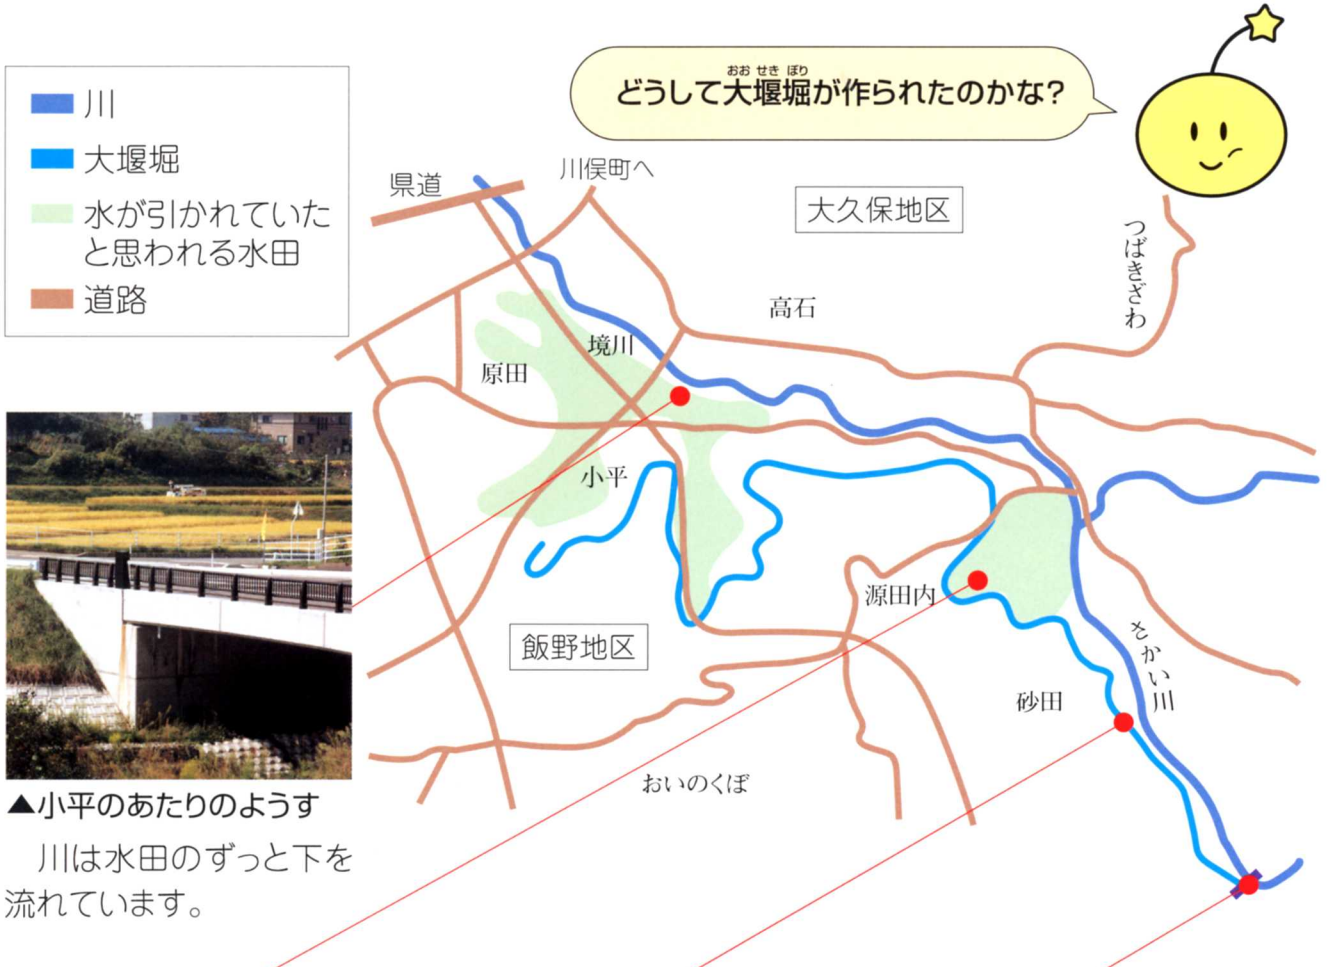 どうして大堰堀が作られたのかな?
おお せき ぼり
川
大堰堀
水が引かれていた
と思われる水田
道路
県道
川俣町へ
大久保地区
つばきざわ
高石
境川
原田
小平
源田内
飯野地区
さかい川
砂田
おいのくぼ
▲小平のあたりのようす
川は水田のずっと下を
流れています。